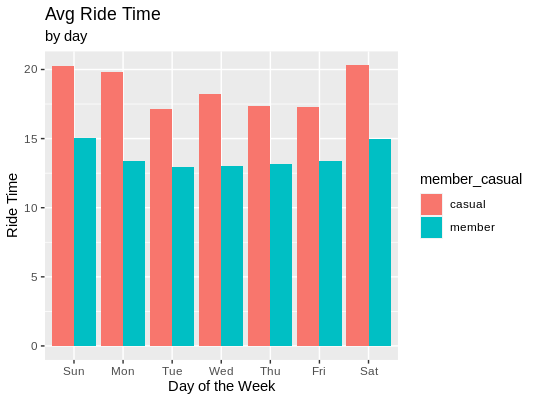 Avg Ride Time
by day
Ride Time
20
15
10
5
0
Sun Mon Tue Wed Thu Fri Sat
Day of the Week
member_casual
casual
member